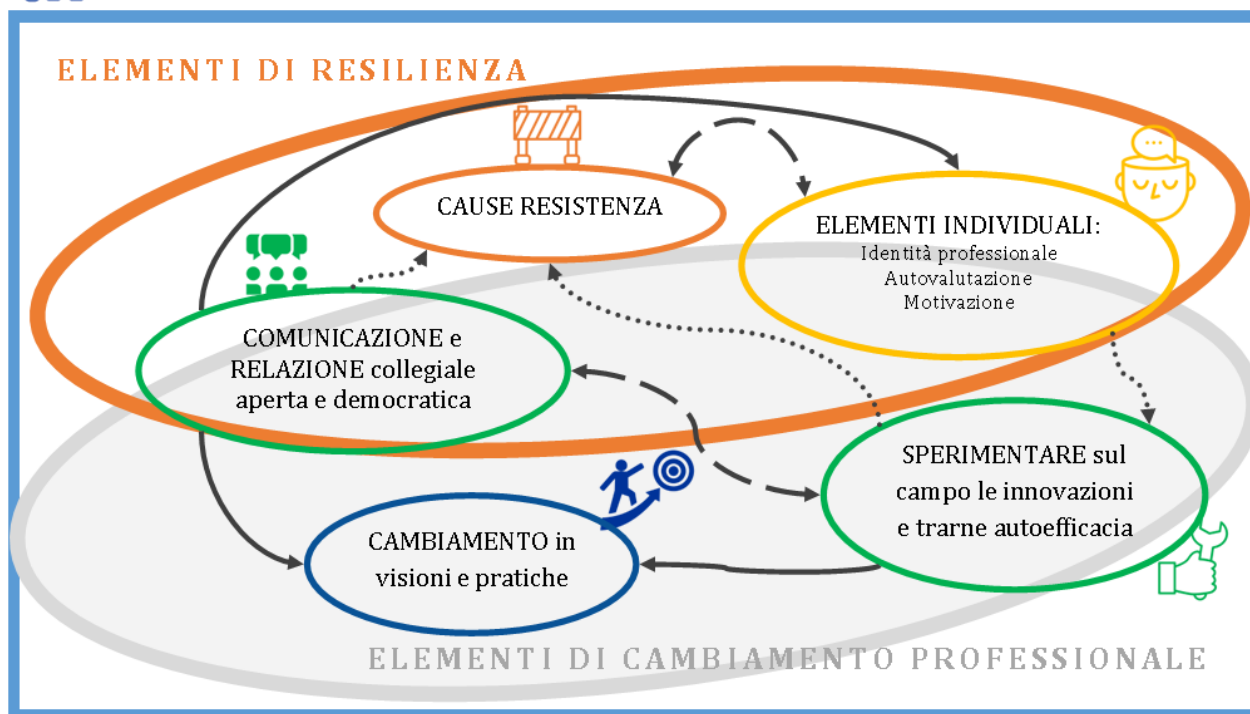 ELEMENTI DI RESILIENZA
CAUSE RESISTENZA
ELEMENTI INDIVIDUALI:
Identità professionale
Autovalutazione
Motivazione
COMUNICAZIONE e
RELAZIONE collegiale
aperta e democratica
SPERIMENTARE sul
campo le innovazioni
e trarne autoefficacia
CAMBIAMENTO in
visioni e pratiche
ELEMENTI DI CAMBIAMENTO PROFESSIONALE